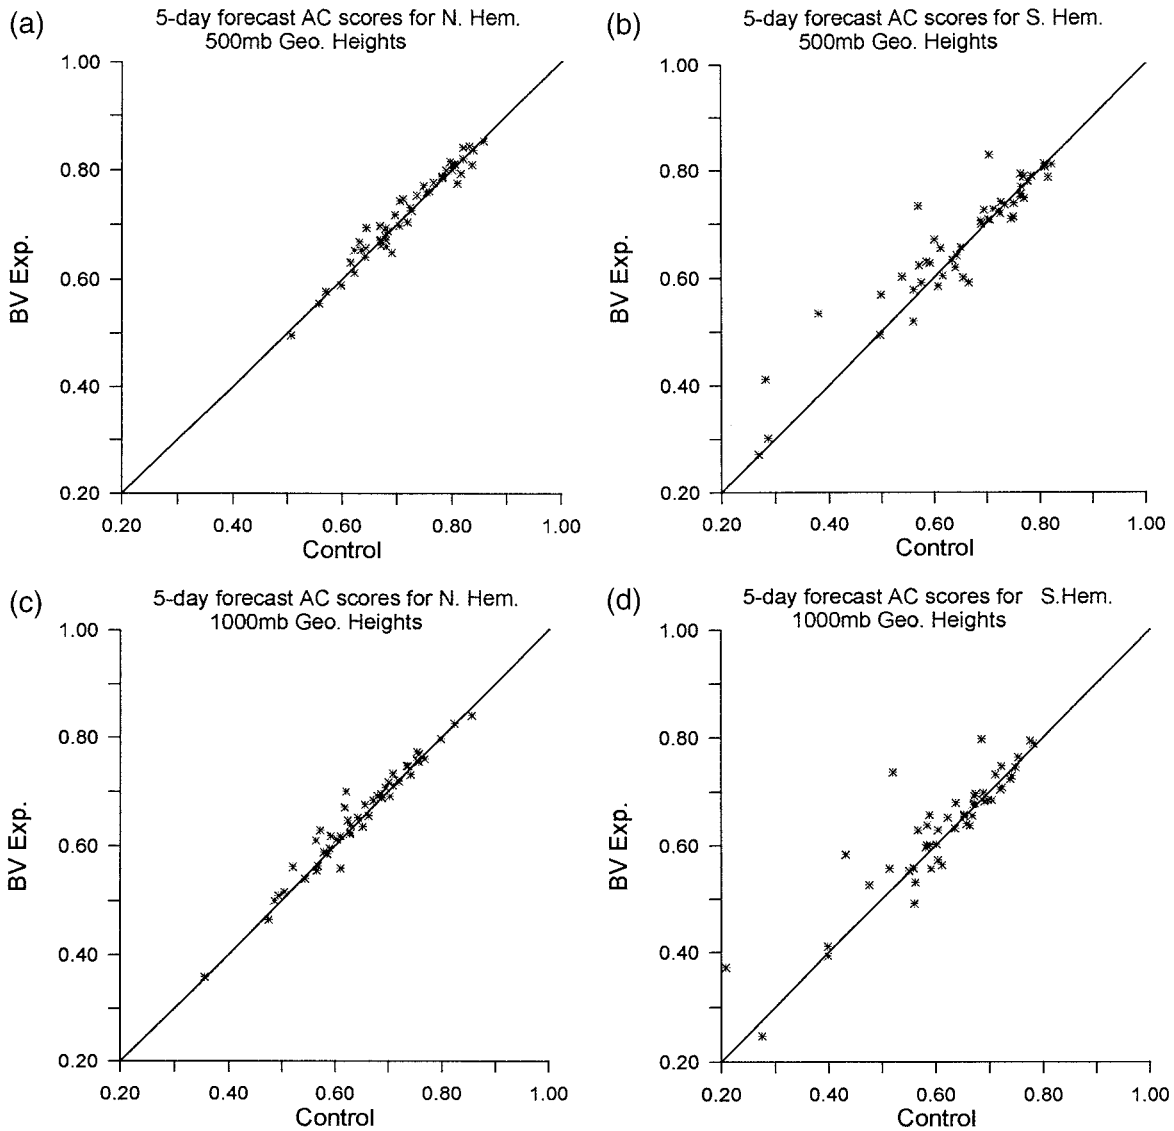 (a)
5-day forecast AC scores for N. Hem.
500mb Geo. Heights
1.00
0.80
0.60
0.40
0.20
BV Exp.
0.20 0.40 0.60 0.80 1.00
Control
(b)
5-day forecast AC scores for S. Hem.
500mb Geo. Heights
1.00
0.80
0.60
0.40
0.20
BV Exp.
0.20 0.40 0.60 0.80 1.00
Control
(c)
5-day forecast AC scores for N. Hem.
1000mb Geo. Heights
1.00
0.80
0.60
0.40
0.20
BV Exp.
0.20 0.40 0.60 0.80 1.00
Control
(d)
5-day forecast AC scores for S.Hem.
1000mb Geo. Heights
1.00
0.80
0.60
0.40
0.20
BV Exp.
0.20 0.40 0.60 0.80 1.00
Control